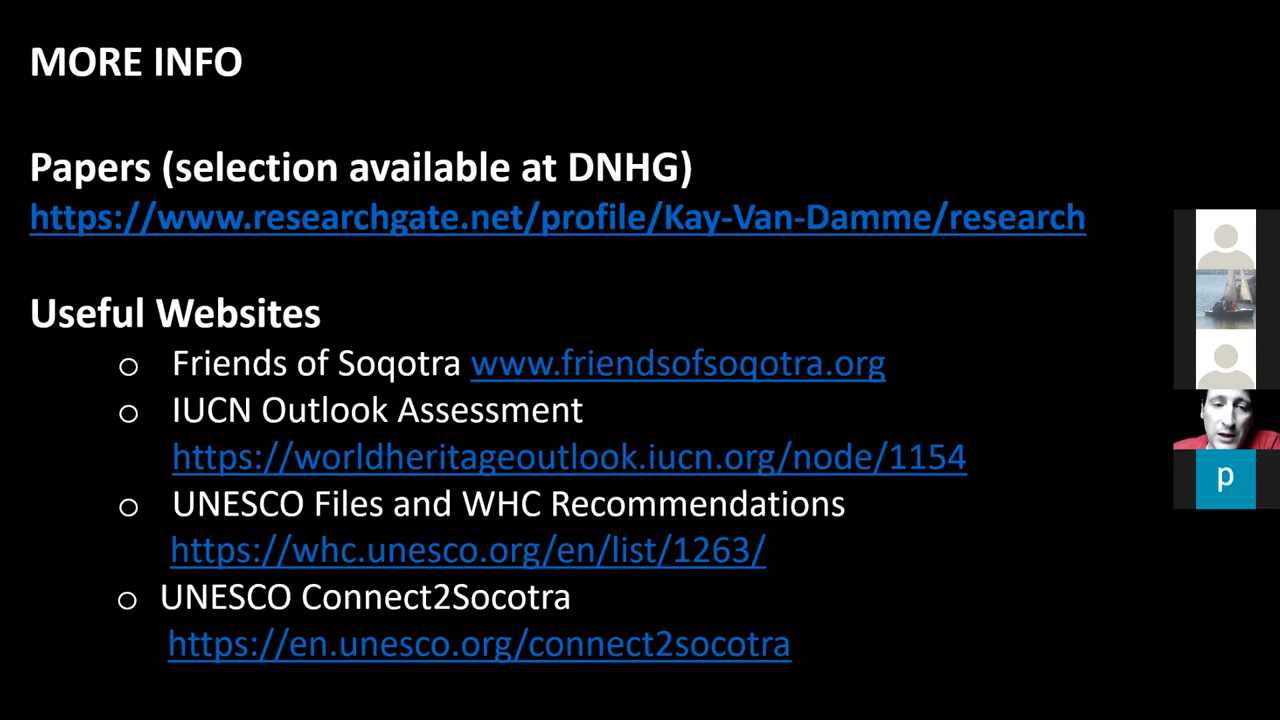 MORE INFO
Papers (selection available at DNHG)
https://www.researchgate.net/profile/Kay-Van-Damme/research
Useful Websites
o Friends of Soqotra www.friendsofsoqotra.org
o IUCN Outlook Assessment
https://worldheritageoutlook.iucn.org/node/1154
o UNESCO Files and WHC Recommendations
https://whc.unesco.org/en/list/1263/
o UNESCO Connect2Socotra
https://en.unesco.org/connect2socotra
p